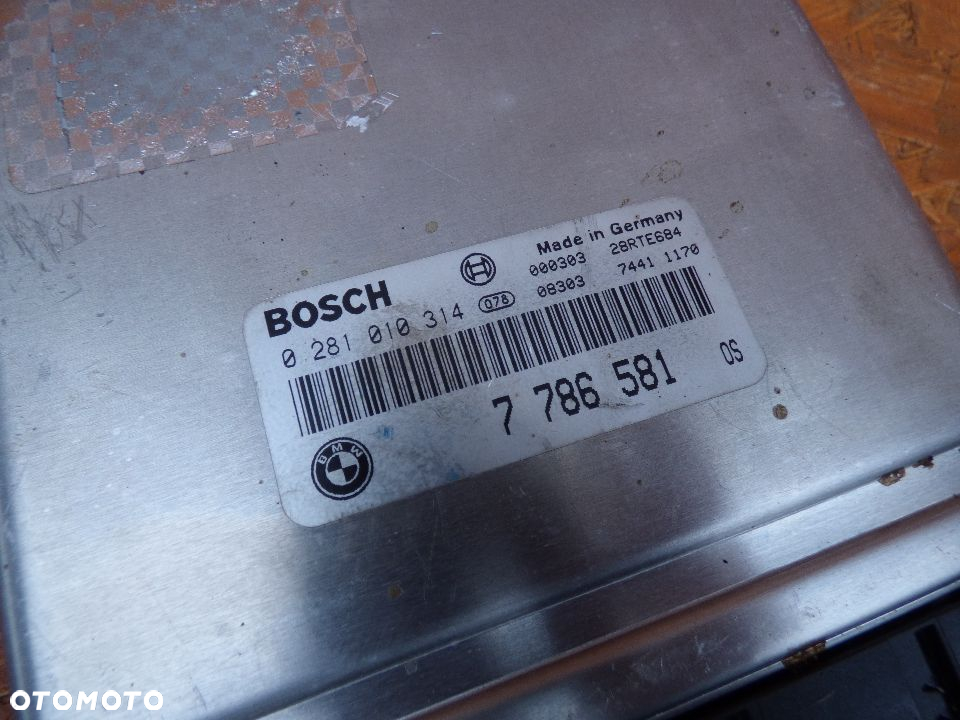 Made in Germany
000303 28RTE684
BOSCH
08303 7441 1170
0 281 010 314 078
7 786 581 OS
BMW
OTOMOTO